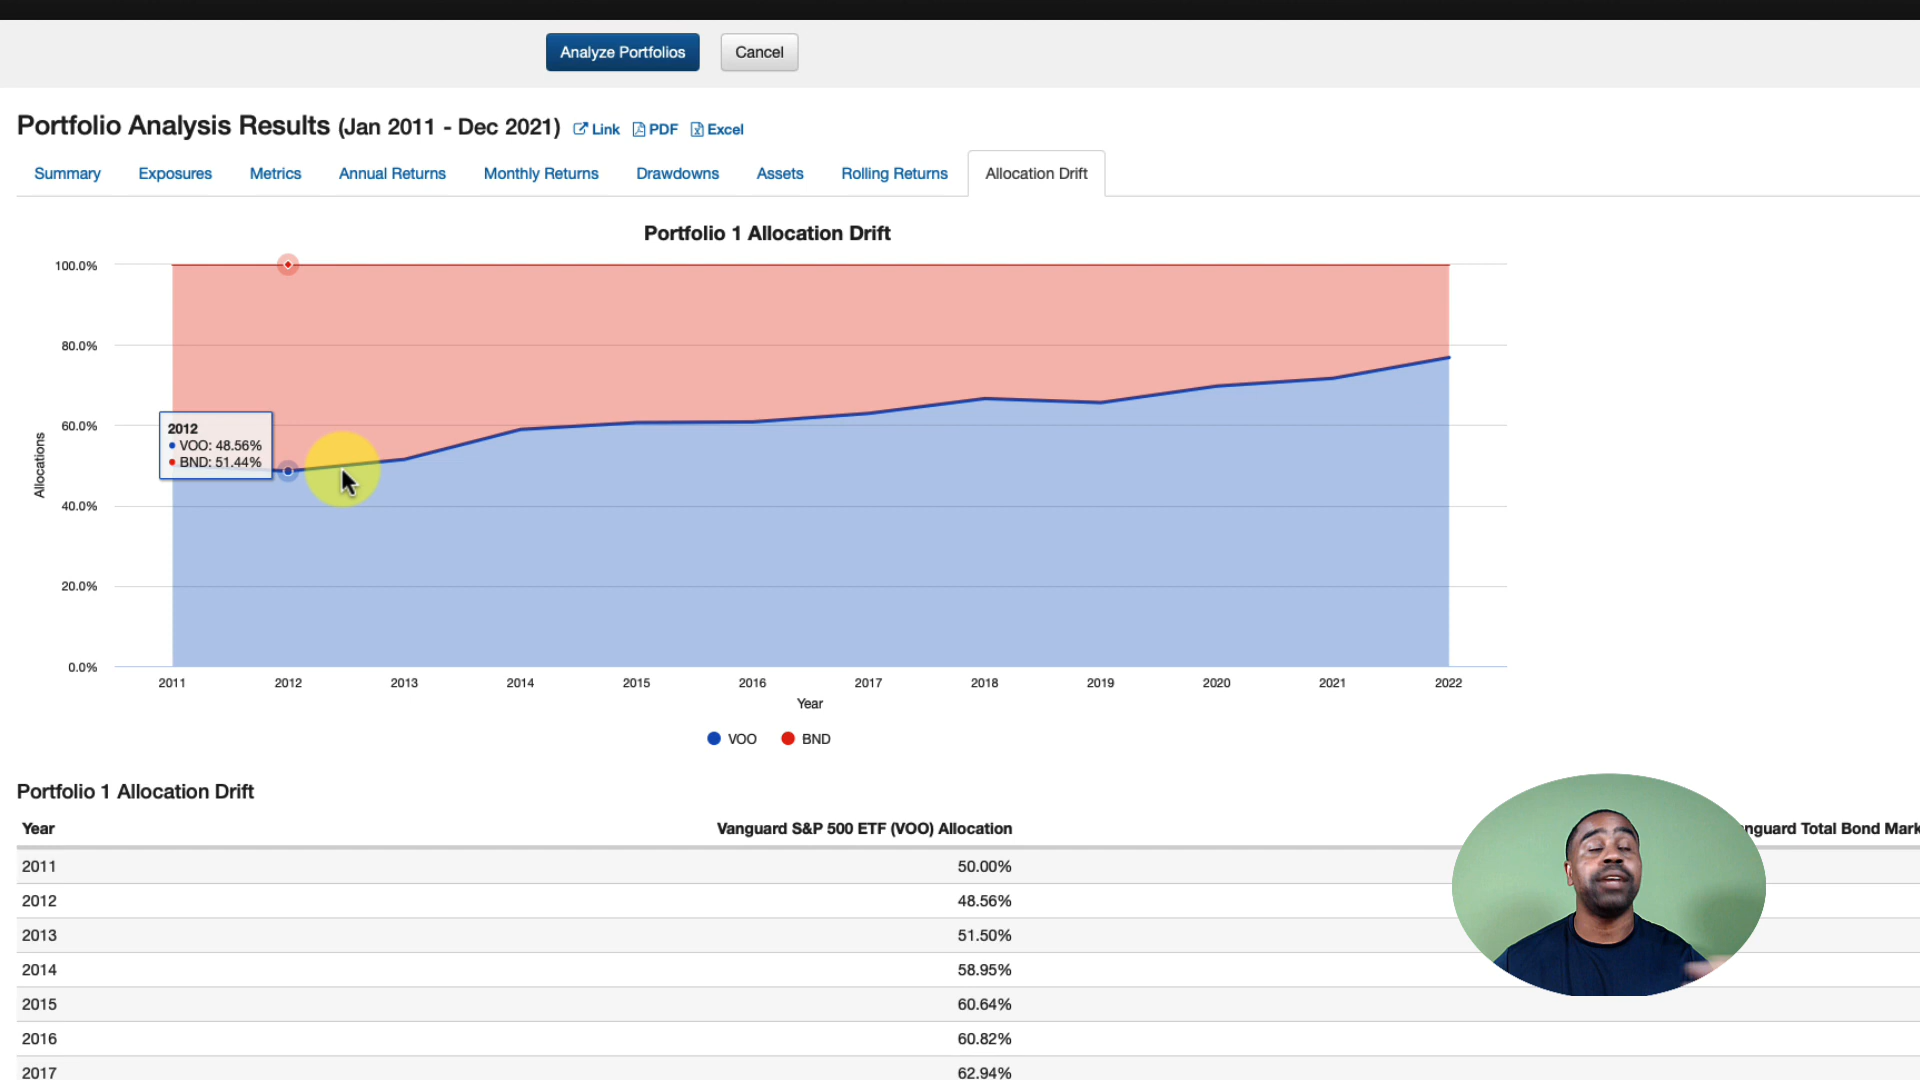 Analyze Portfolios Cancel
Portfolio Analysis Results (Jan 2011 - Dec 2021) Link PDF Excel
Summary Exposures Metrics Annual Returns Monthly Returns Drawdowns Assets Rolling Returns Allocation Drift
Portfolio 1 Allocation Drift
100.0%
80.0%
60.0%
40.0%
20.0%
0.0%
Allocations
2012
VOO: 48.56%
BND: 51.44%
2011 2012 2013 2014 2015 2016 2017 2018 2019 2020 2021 2022
Year
VOO BND
Portfolio 1 Allocation Drift
Year Vanguard S&P 500 ETF (VOO) Allocation nguard Total Bond Mark
2011 50.00%
2012 48.56%
2013 51.50%
2014 58.95%
2015 60.64%
2016 60.82%
2017 62.94%